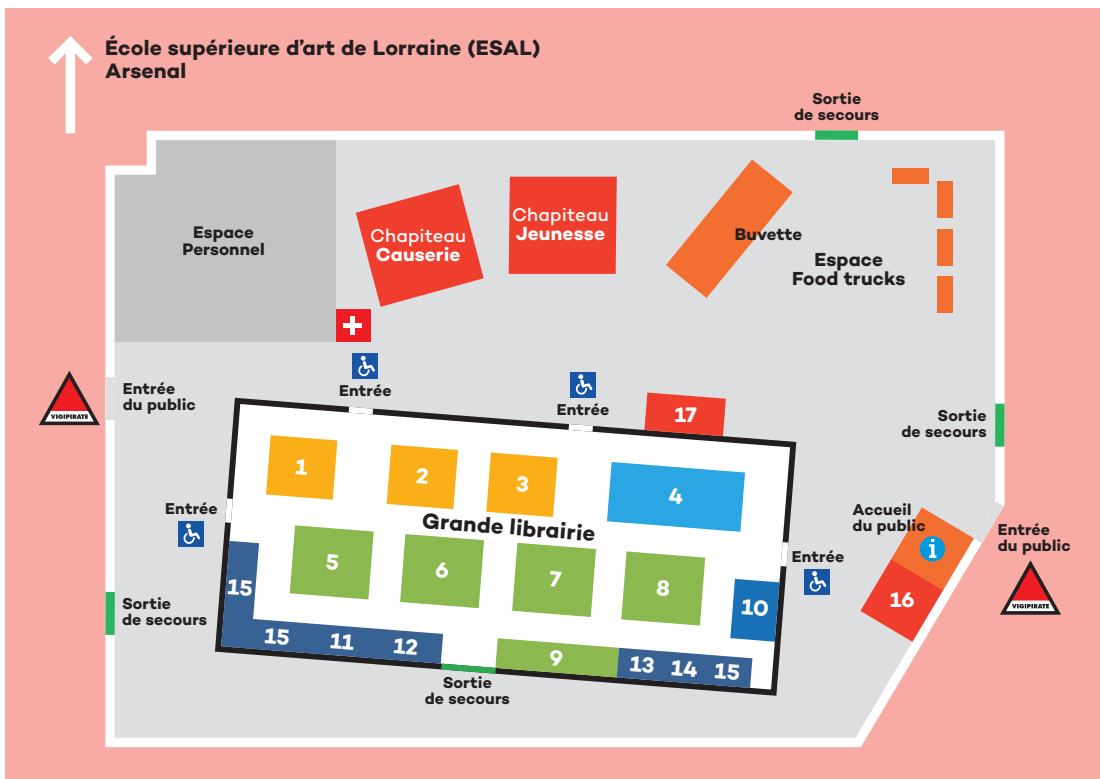 École supérieure d'art de Lorraine (ESAL)
Arsenal
Sortie
de secours
Espace
Personnel
Chapiteau
Causerie
Chapiteau
Jeunesse
Buvette
Espace
Food trucks
Entrée
du public
VIGIPIRATE
Entrée
Entrée
17
Sortie
de secours
1
2
3
4
Grande librairie
Entrée
Accueil
du public
i
Entrée
du public
VIGIPIRATE
16
Entrée
5
6
7
8
10
15
Sortie
de secours
15
11
12
9
13
14
15
Sortie
de secours